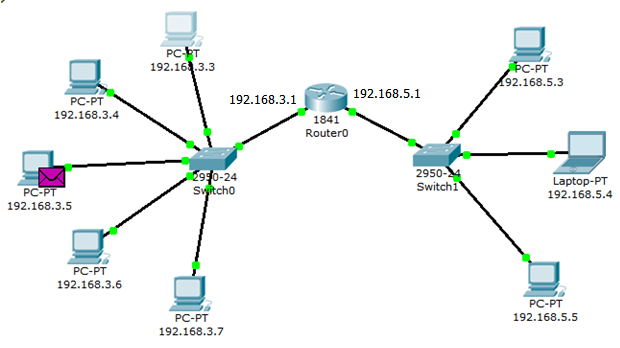 PC-PT
192.168.3.3
PC-PT
192.168.3.4
PC-PT
192.168.3.5
PC-PT
192.168.3.6
PC-PT
192.168.3.7
2950-24
Switch0
192.168.3.1
1841
Router0
192.168.5.1
2950-24
Switch1
PC-PT
192.168.5.3
Laptop-PT
192.168.5.4
PC-PT
192.168.5.5